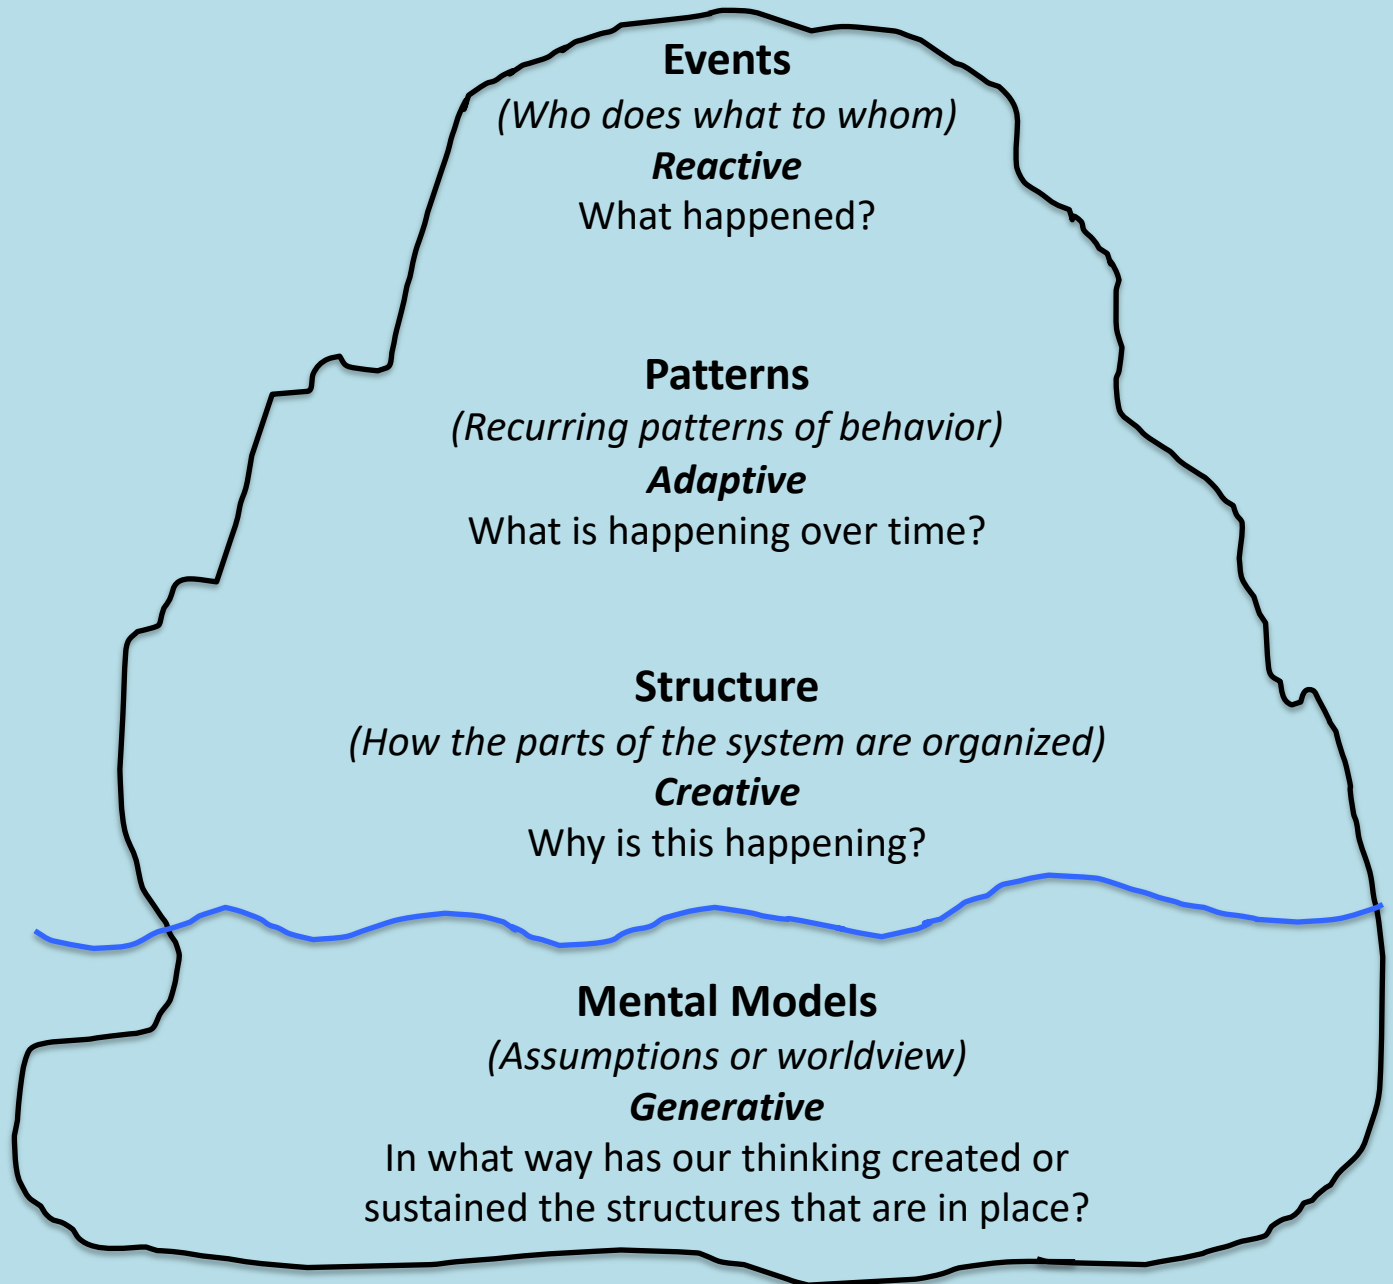 Events
(Who does what to whom)
Reactive
What happened?
Patterns
(Recurring patterns of behavior)
Adaptive
What is happening over time?
Structure
(How the parts of the system are organized)
Creative
Why is this happening?
Mental Models
(Assumptions or worldview)
Generative
In what way has our thinking created or
sustained the structures that are in place?